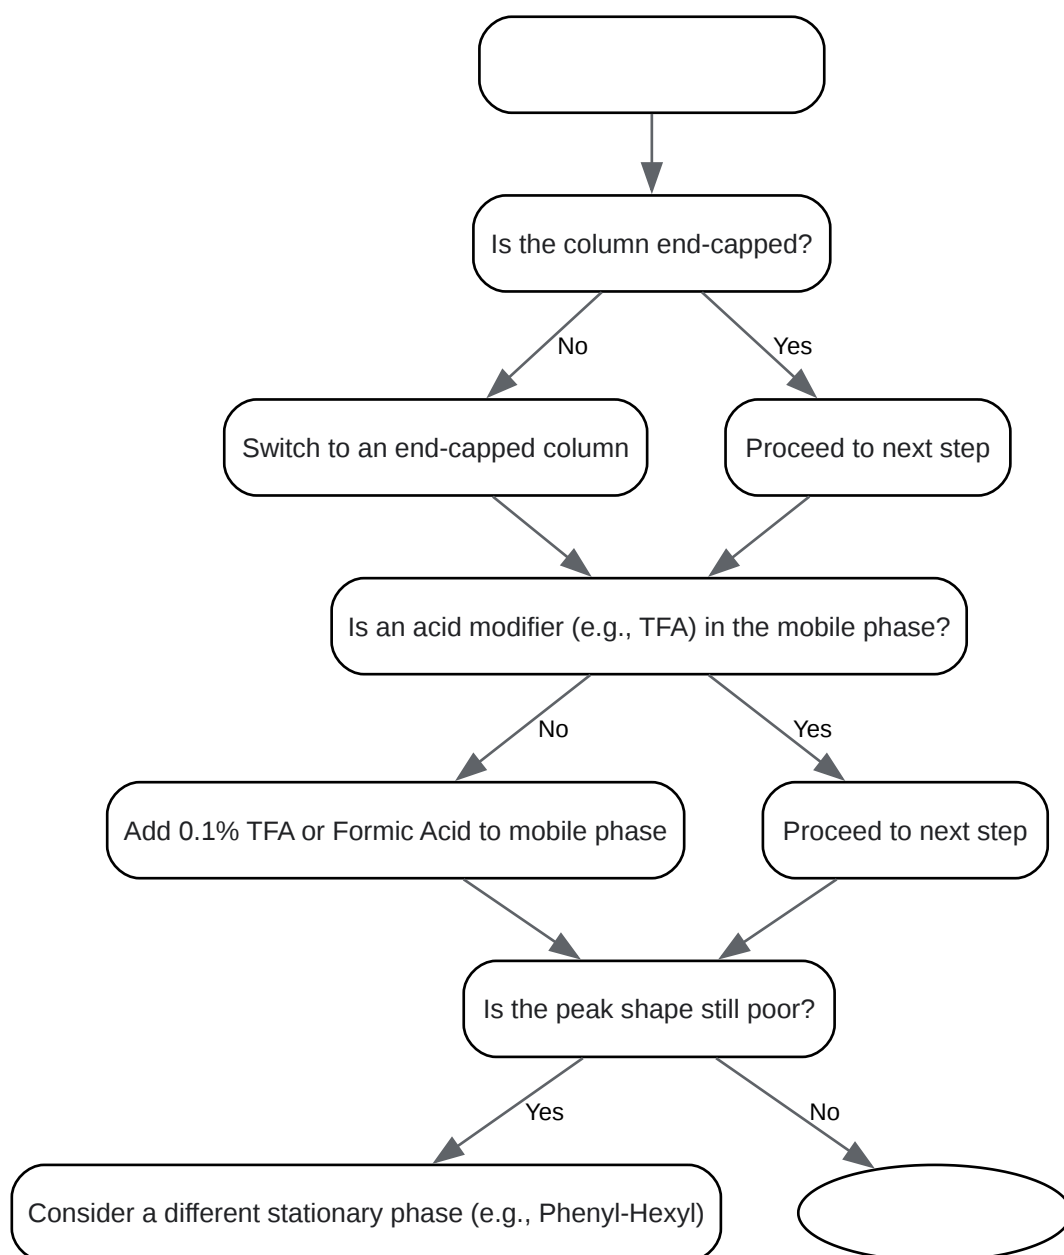 Is the column end-capped?
No
Yes
Switch to an end-capped column
Proceed to next step
Is an acid modifier (e.g., TFA) in the mobile phase?
No
Yes
Add 0.1% TFA or Formic Acid to mobile phase
Proceed to next step
Is the peak shape still poor?
Yes
No
Consider a different stationary phase (e.g., Phenyl-Hexyl)